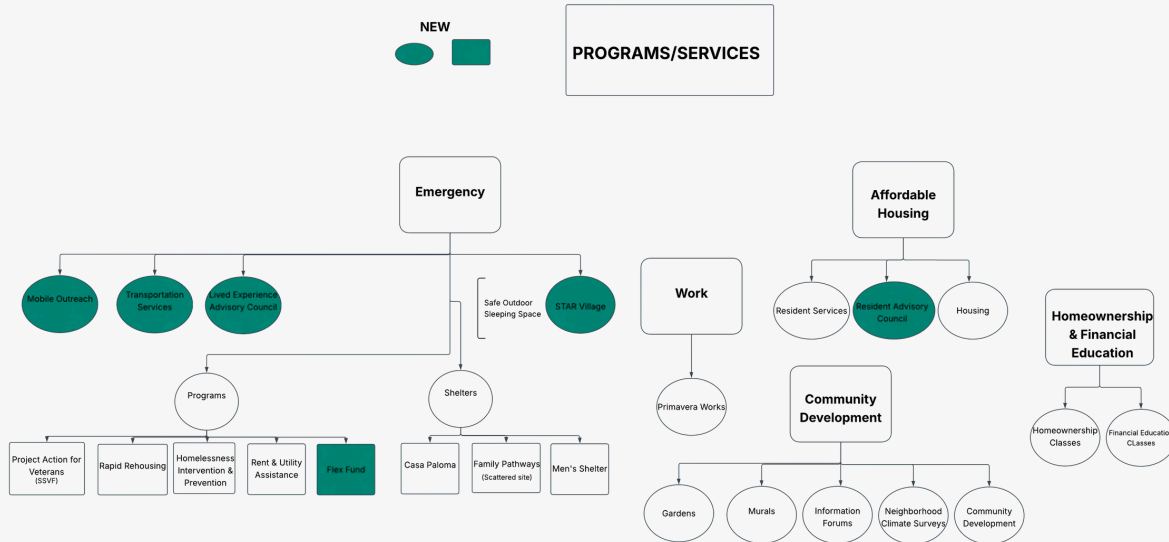 NEW
PROGRAMS/SERVICES
Emergency
Affordable
Housing
Mobile Outreach
Transportation
Services
Lived Experience
Advisory Council
Safe Outdoor
Sleeping Space
STAR Village
Work
Resident Services
Resident Advisory
Council
Housing
Homeownership
& Financial
Education
Programs
Shelters
Primavera Works
Community
Development
Homeownership
Classes
Financial Education
CLasses
Project Action for
Veterans
(SSVF)
Rapid Rehousing
Homelessness
Intervention &
Prevention
Rent & Utility
Assistance
Flex Fund
Casa Paloma
Family Pathways
(Scattered site)
Men's Shelter
Gardens
Murals
Information
Forums
Neighborhood
Climate Surveys
Community
Development